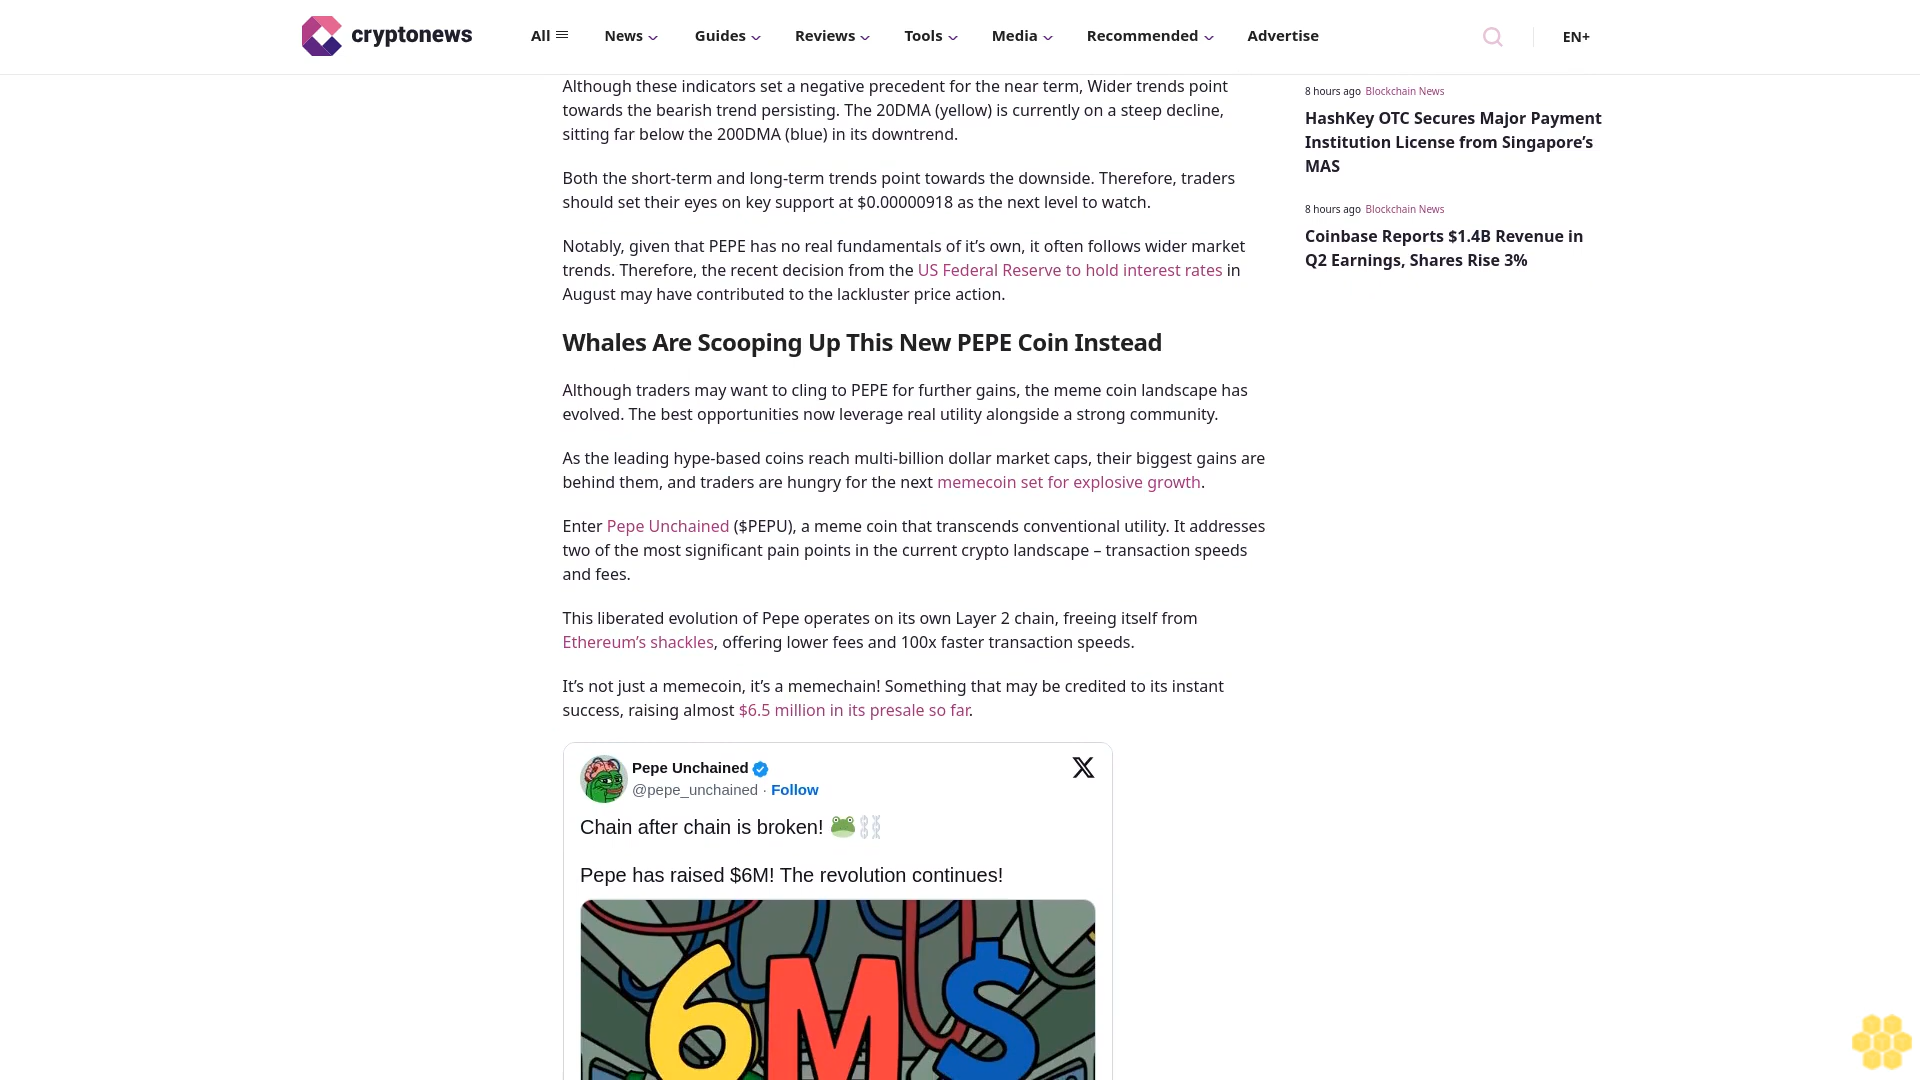 cryptonews
All
News
Guides
Reviews
Tools
Media
Recommended
Advertise
EN+
Although these indicators set a negative precedent for the near term, Wider trends point
towards the bearish trend persisting. The 20DMA (yellow) is currently on a steep decline,
sitting far below the 200DMA (blue) in its downtrend.
Both the short-term and long-term trends point towards the downside. Therefore, traders
should set their eyes on key support at $0.00000918 as the next level to watch.
Notably, given that PEPE has no real fundamentals of it’s own, it often follows wider market
trends. Therefore, the recent decision from the US Federal Reserve to hold interest rates in
August may have contributed to the lackluster price action.
Whales Are Scooping Up This New PEPE Coin Instead
Although traders may want to cling to PEPE for further gains, the meme coin landscape has
evolved. The best opportunities now leverage real utility alongside a strong community.
As the leading hype-based coins reach multi-billion dollar market caps, their biggest gains are
behind them, and traders are hungry for the next memecoin set for explosive growth.
Enter Pepe Unchained ($PEPU), a meme coin that transcends conventional utility. It addresses
two of the most significant pain points in the current crypto landscape – transaction speeds
and fees.
This liberated evolution of Pepe operates on its own Layer 2 chain, freeing itself from
Ethereum’s shackles, offering lower fees and 100x faster transaction speeds.
It’s not just a memecoin, it’s a memechain! Something that may be credited to its instant
success, raising almost $6.5 million in its presale so far.
Pepe Unchained
@pepe_unchained · Follow
Chain after chain is broken! 🐸⛓️
Pepe has raised $6M! The revolution continues!
6M$
8 hours ago Blockchain News
HashKey OTC Secures Major Payment
Institution License from Singapore’s
MAS
8 hours ago Blockchain News
Coinbase Reports $1.4B Revenue in
Q2 Earnings, Shares Rise 3%